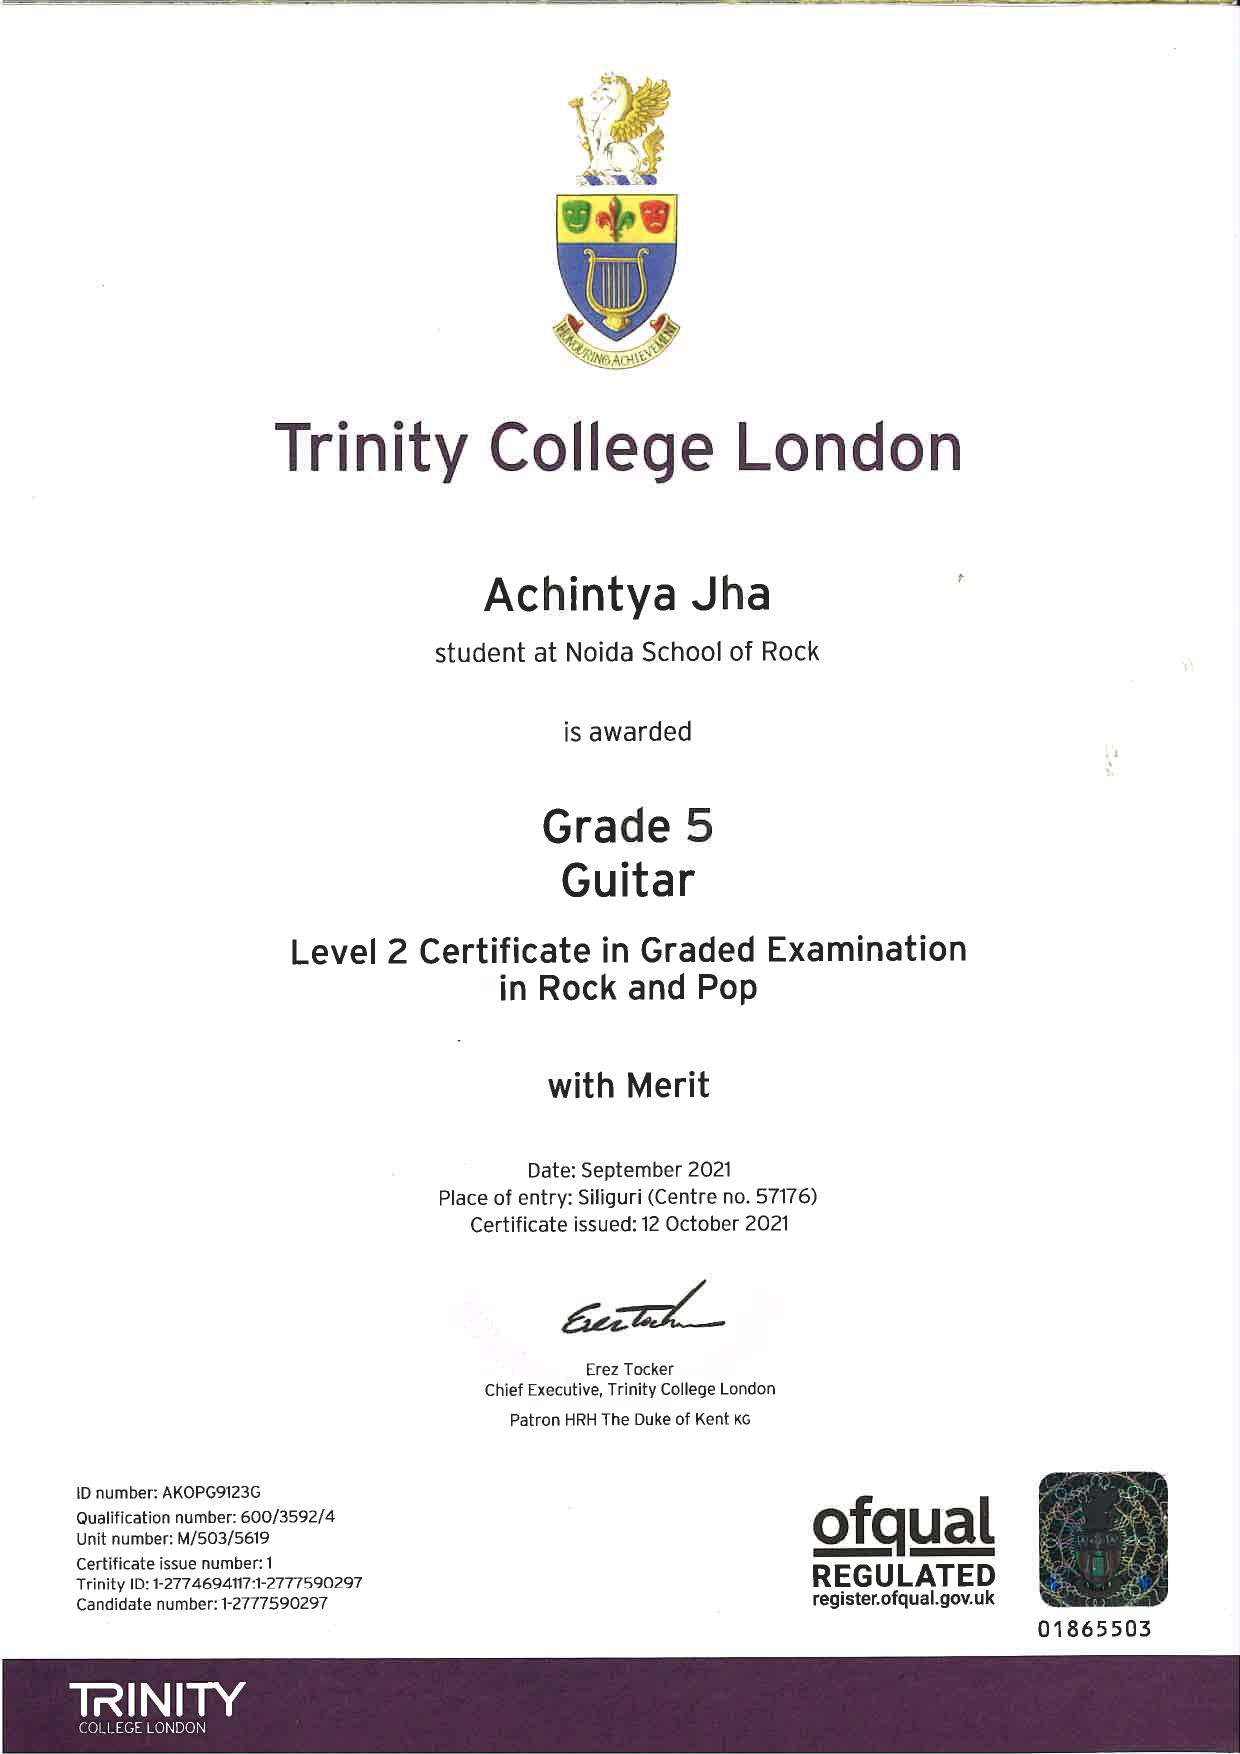 HONOURING ACHIEVEMENT
Trinity College London
Achintya Jha
student at Noida School of Rock
is awarded
Grade 5
Guitar
Level 2 Certificate in Graded Examination
in Rock and Pop
with Merit
Date: September 2021
Place of entry: Siliguri (Centre no. 57176)
Certificate issued: 12 October 2021
Erez Tocker
Erez Tocker
Chief Executive, Trinity College London
Patron HRH The Duke of Kent KG
ID number: AKOPG9123G
Qualification number: 600/3592/4
Unit number: M/503/5619
Certificate issue number: 1
Trinity ID: 1-2774694117:1-2777590297
Candidate number: 1-2777590297
ofqual
REGULATED
register.ofqual.gov.uk
01865503
TRINITY
COLLEGE LONDON